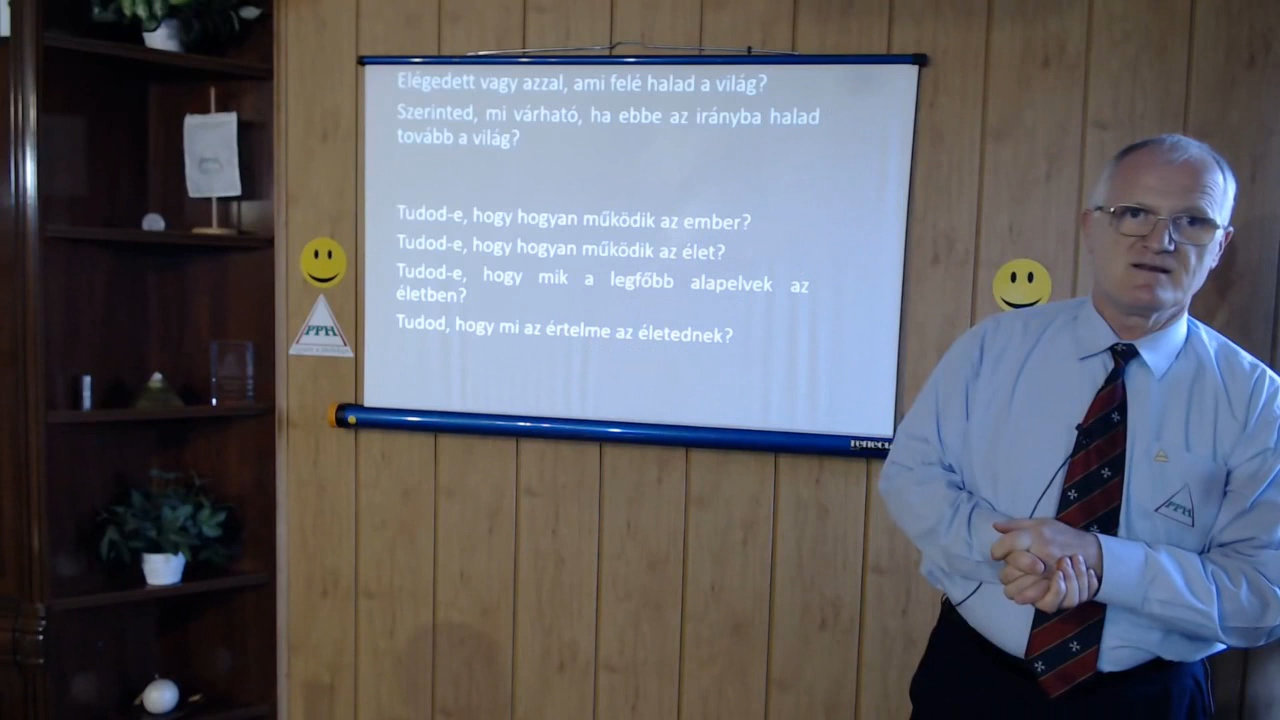 Elégedett vagy azzal, ami felé halad a világ?
Szerinted, mi várható, ha ebbe az irányba halad
tovább a világ?
Tudod-e, hogy hogyan működik az ember?
Tudod-e, hogy hogyan működik az élet?
Tudod-e, hogy mik a legfőbb alapelvek az
életben?
Tudod, hogy mi az értelme az életednek?
PPH
PPH